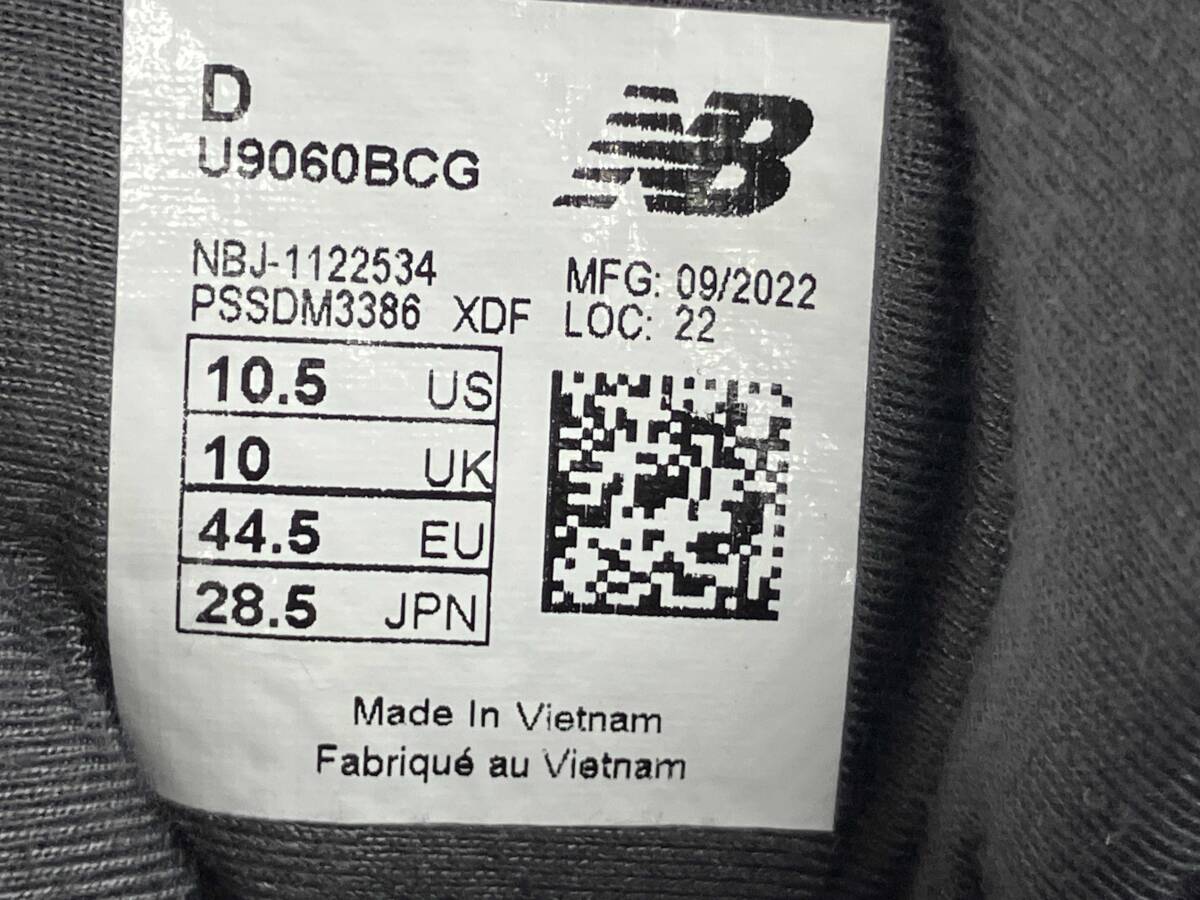 D
U9060BCG
NB
NBJ-1122534
PSSDM3386 XDF
MFG: 09/2022
LOC: 22
10.5 US
10 UK
44.5 EU
28.5 JPN
Made In Vietnam
Fabriqué au Vietnam